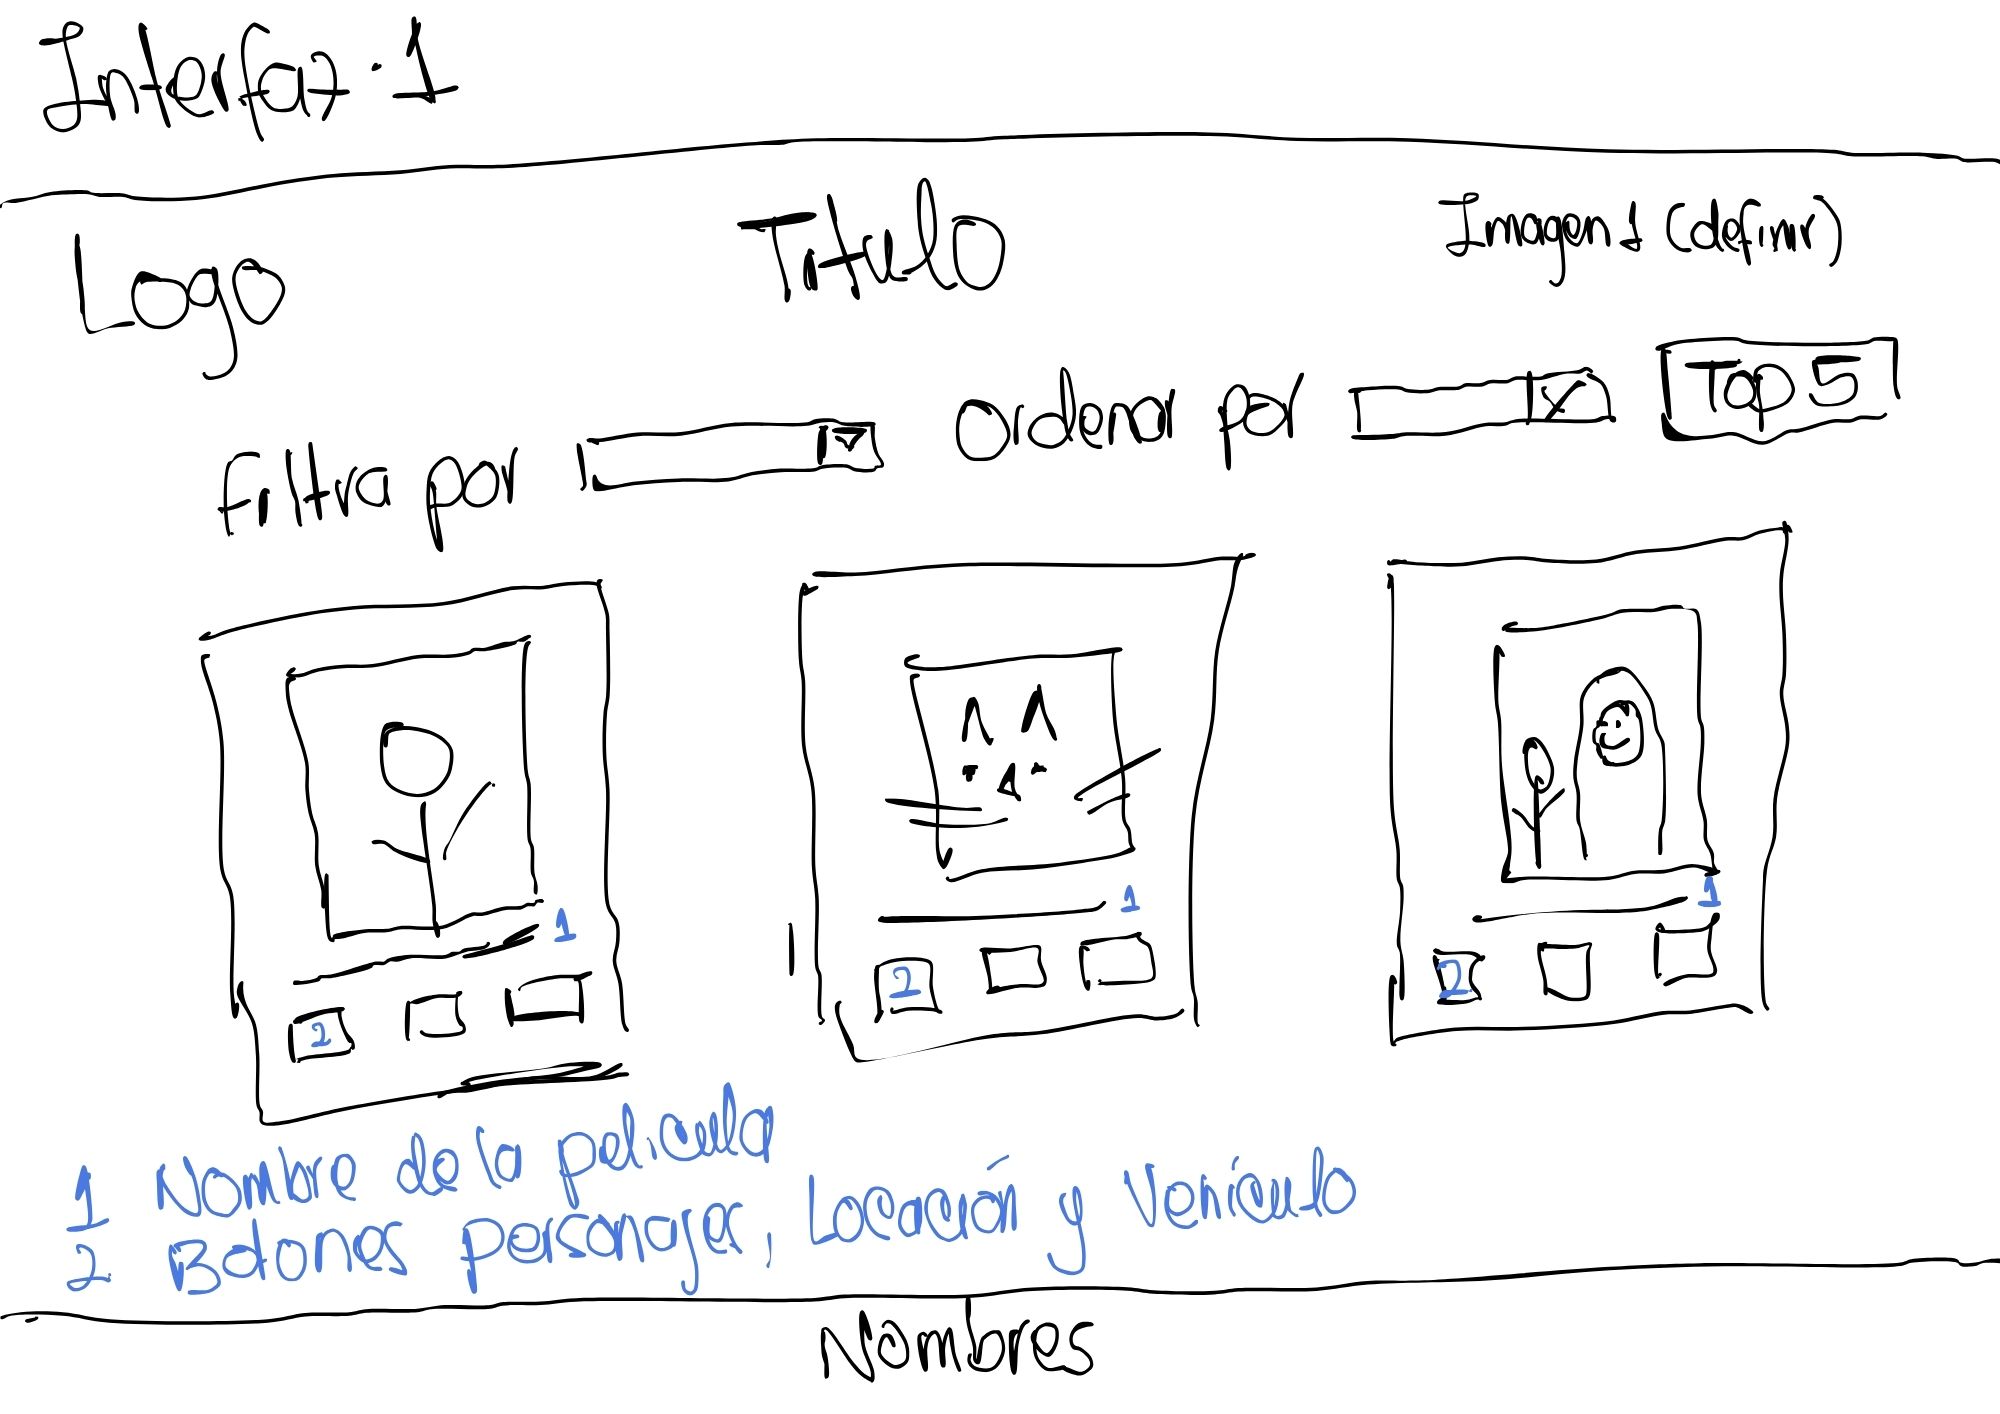 Interfaz·1
Logo
Titulo
Imagen 1 (definir)
filtra por
Ordenar por
Top 5
1
1
1
2
2
2
1 Nombre de la pelicula
2 Botones personajes, Locación y Vehículo
Nombres